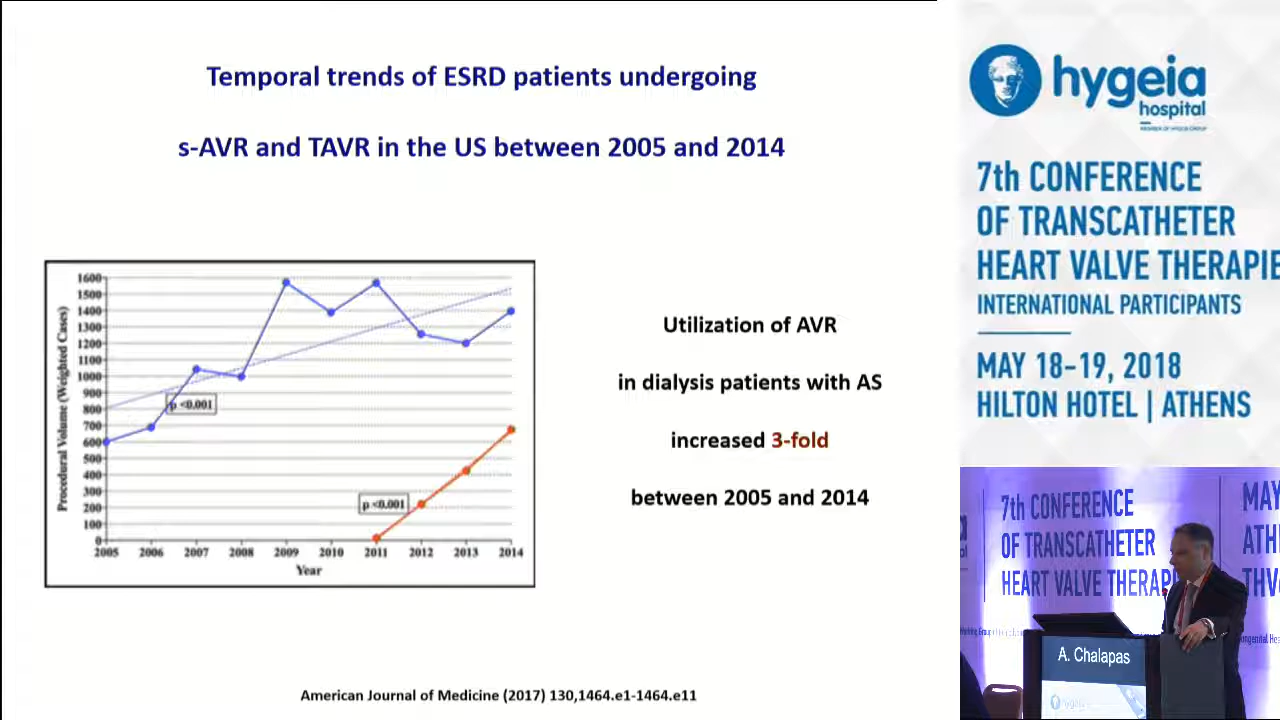 Temporal trends of ESRD patients undergoing
s-AVR and TAVR in the US between 2005 and 2014
Procedural Volume (Weighted Cases)
1600
1500
1400
1300
1200
1100
1000
900
800
700
600
500
400
300
200
100
0
p <0.001
p <0.001
2005 2006 2007 2008 2009 2010 2011 2012 2013 2014
Year
Utilization of AVR
in dialysis patients with AS
increased 3-fold
between 2005 and 2014
American Journal of Medicine (2017) 130,1464.e1-1464.e11
hygeia
hospital
MEMBER OF HYGEIA GROUP
7th CONFERENCE
OF TRANSCATHETER
HEART VALVE THERAPIE
INTERNATIONAL PARTICIPANTS
MAY 18-19, 2018
HILTON HOTEL | ATHENS
7th CONFERENCE
OF TRANSCATHETER
HEART VALVE THERAP
MAY
ATH
THV
A. Chalapas
hygeia